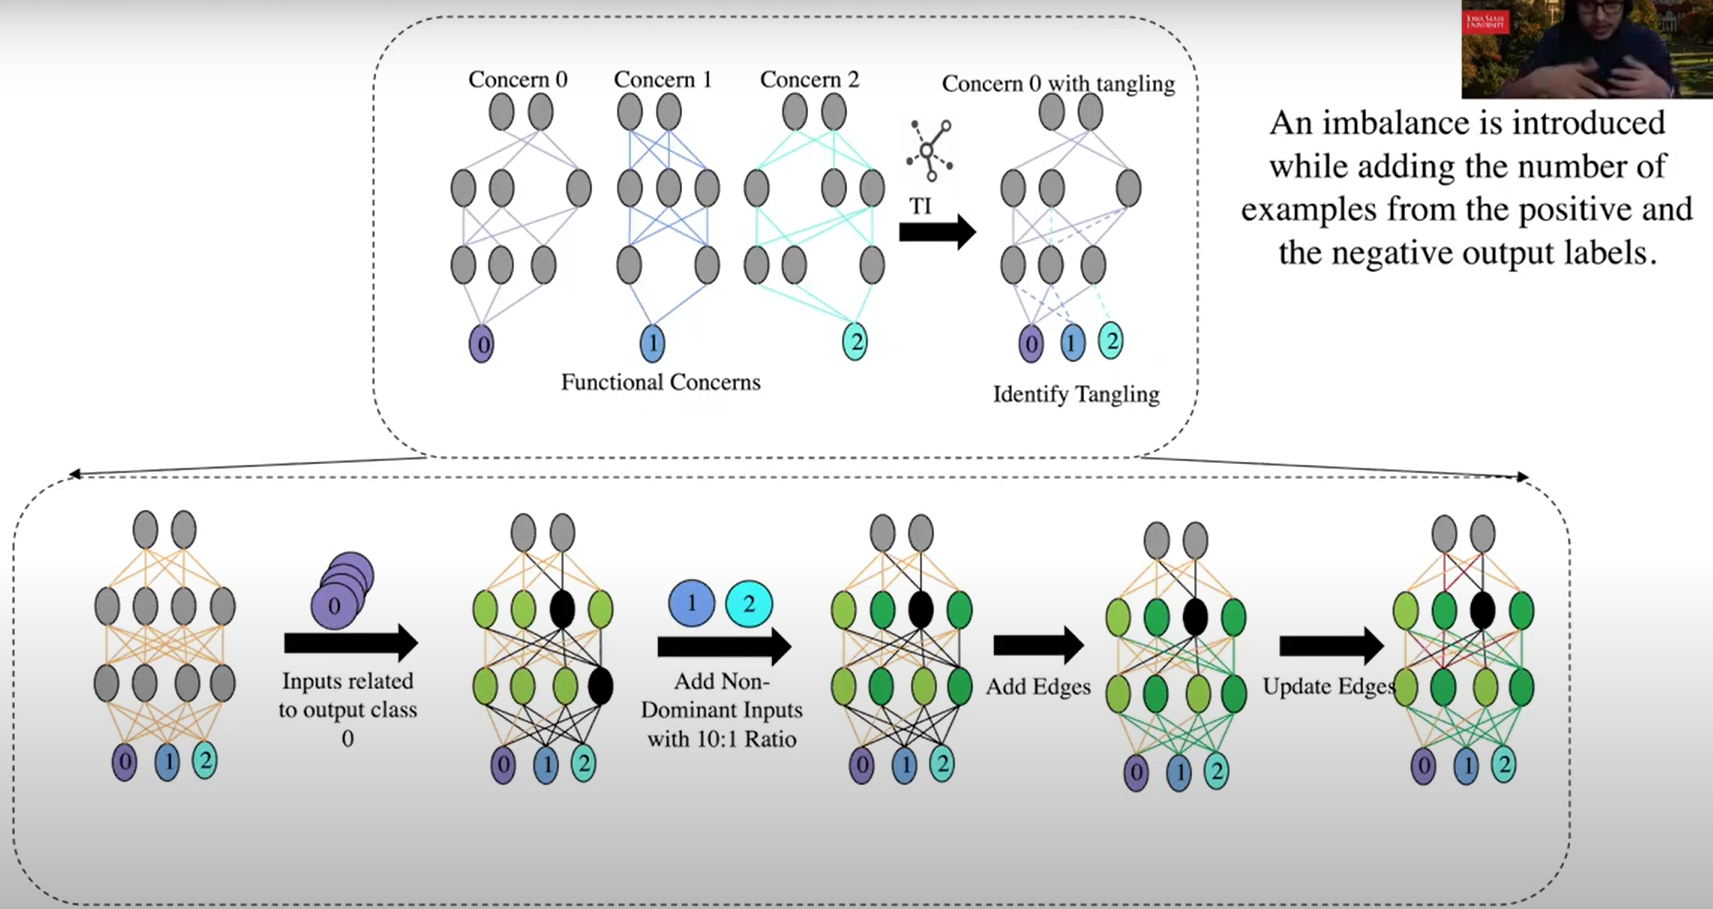 IOWA STATE
UNIVERSITY
Concern 0
Concern 1
Concern 2
Concern 0 with tangling
TI
0
1
2
0
1
2
Functional Concerns
Identify Tangling
An imbalance is introduced
while adding the number of
examples from the positive and
the negative output labels.
0
1
2
0
Inputs related
to output class
0
0
1
2
1
2
Add Non-
Dominant Inputs
with 10:1 Ratio
0
1
2
Add Edges
0
1
2
Update Edges
0
1
2